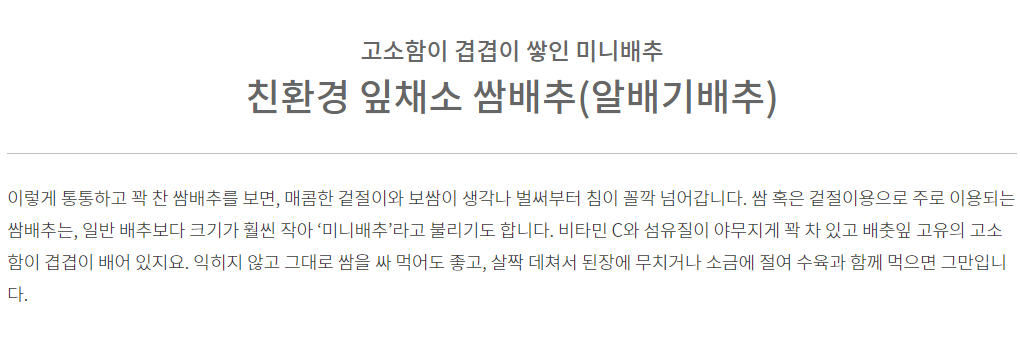 고소함이 겹겹이 쌓인 미니배추
친환경 잎채소 쌈배추(알배기배추)
이렇게 통통하고 꽉 찬 쌈배추를 보면, 매콤한 겉절이와 보쌈이 생각나 벌써부터 침이 꼴깍 넘어갑니다. 쌈 혹은 겉절이용으로 주로 이용되는
쌈배추는, 일반 배추보다 크기가 훨씬 작아 ‘미니배추’라고 불리기도 합니다. 비타민 C와 섬유질이 야무지게 꽉 차 있고 배춧잎 고유의 고소
함이 겹겹이 배어 있지요. 익히지 않고 그대로 쌈을 싸 먹어도 좋고, 살짝 데쳐서 된장에 무치거나 소금에 절여 수육과 함께 먹으면 그만입니
다.